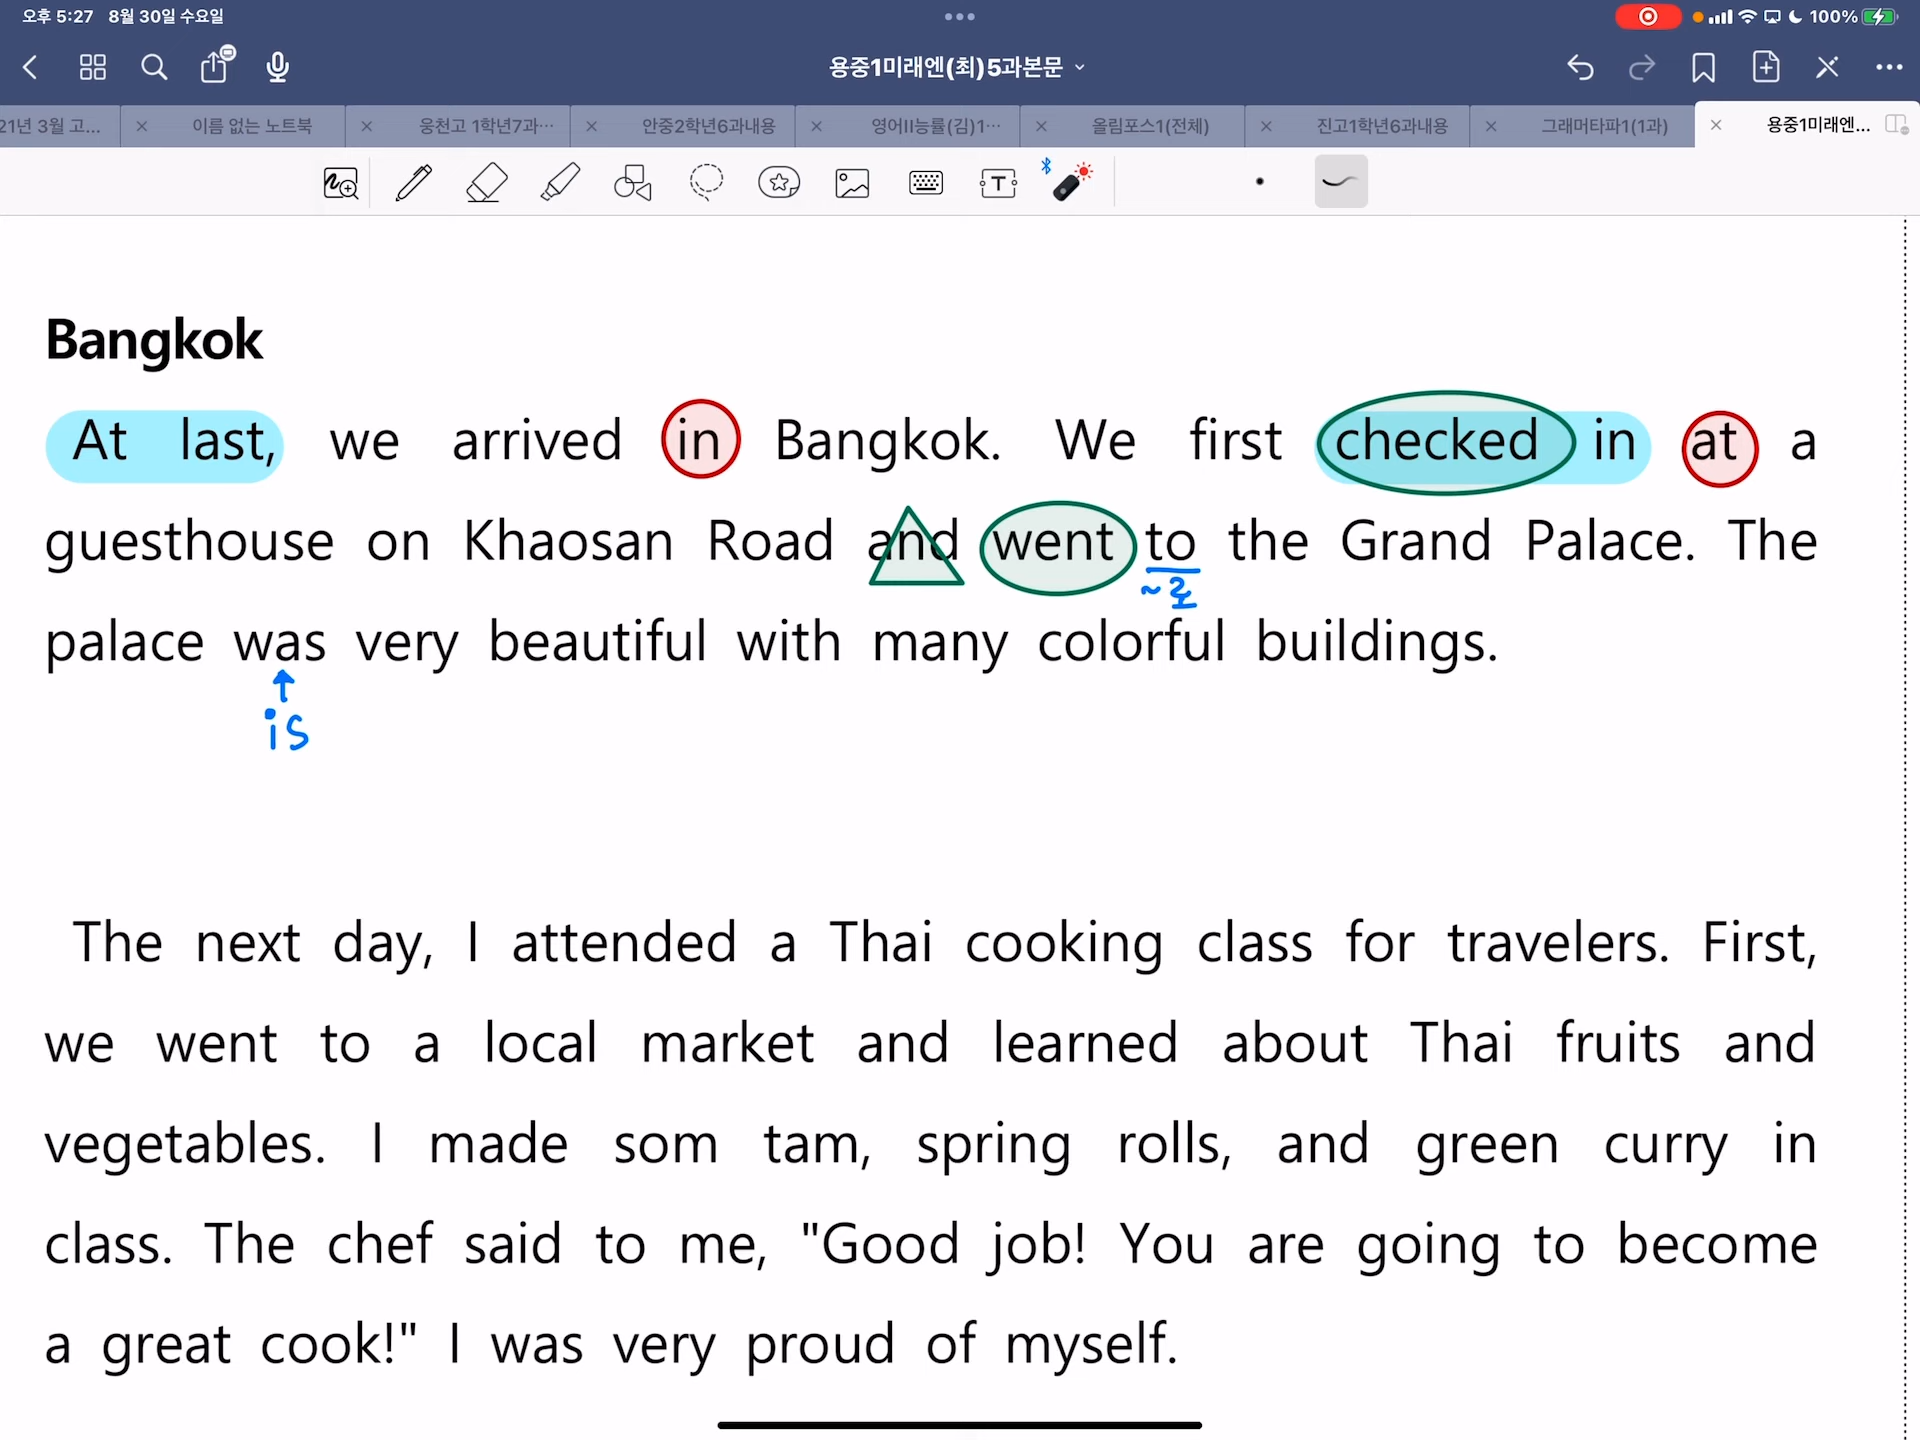 오후 5:27 8월 30일 수요일
100%
용중1미래엔(최)5과본문
21년 3월 고...
이름 없는 노트북
웅천고 1학년7과...
안중2학년6과내용
영어II능률(김)1...
올림포스1(전체)
진고1학년6과내용
그래머타파1(1과)
용중1미래엔...
Bangkok
At last, we arrived in Bangkok. We first checked in at a
guesthouse on Khaosan Road and went to the Grand Palace. The
~로
palace was very beautiful with many colorful buildings.
is
The next day, I attended a Thai cooking class for travelers. First,
we went to a local market and learned about Thai fruits and
vegetables. I made som tam, spring rolls, and green curry in
class. The chef said to me, "Good job! You are going to become
a great cook!" I was very proud of myself.